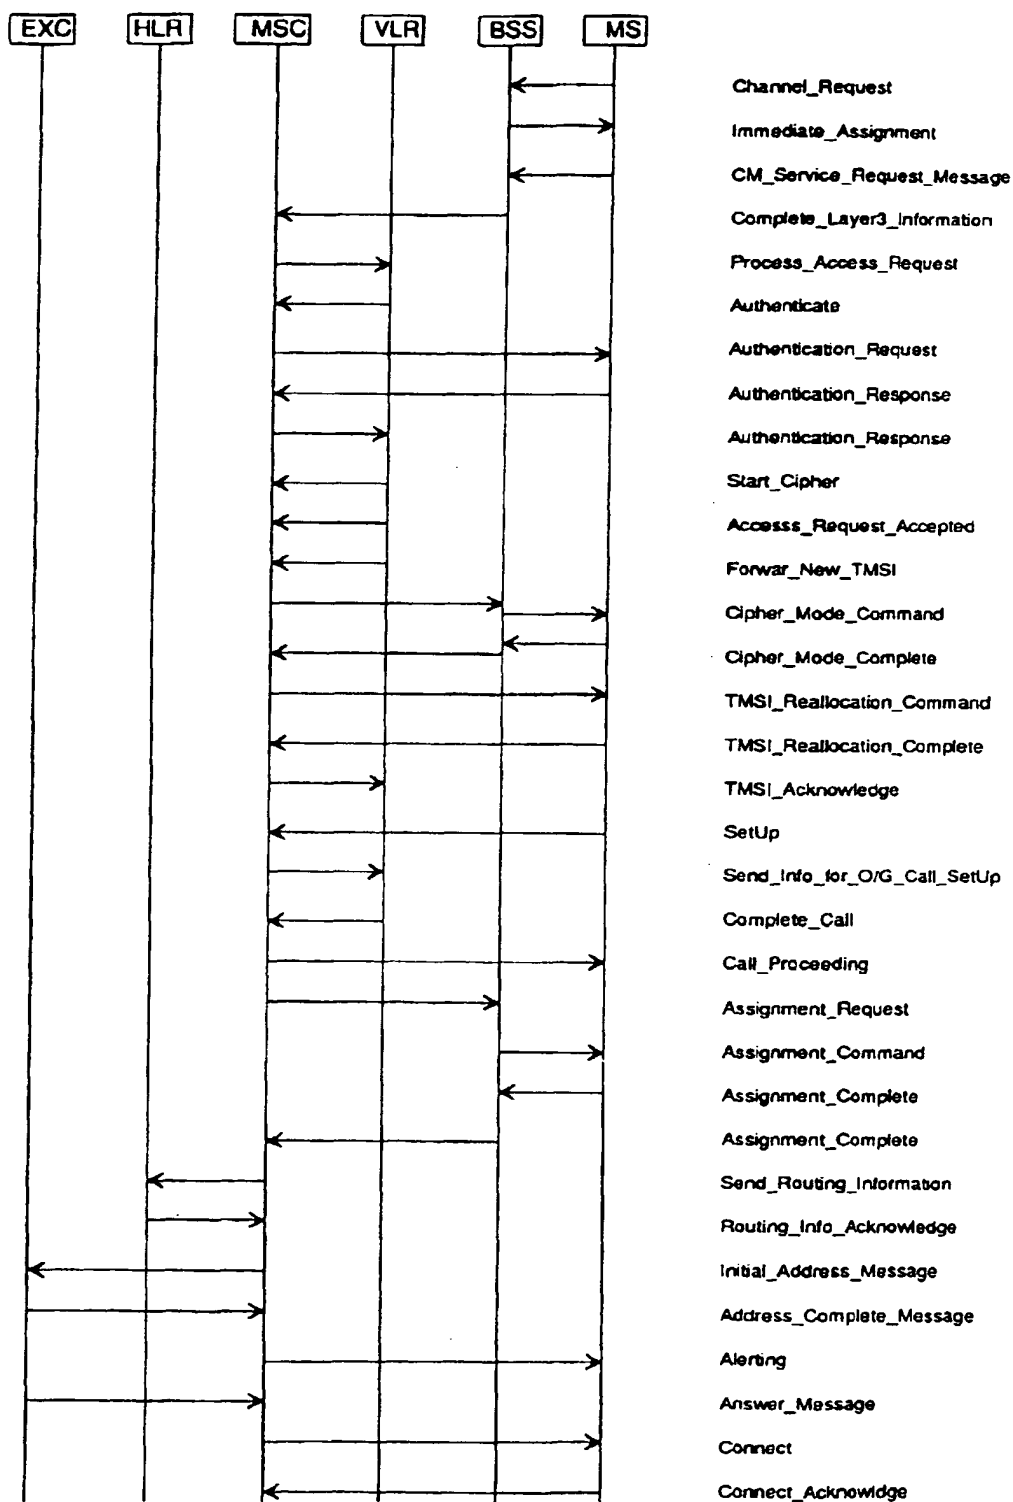 EXC HLR MSC VLR BSS MS
Channel_Request
Immediate_Assignment
CM_Service_Request_Message
Complete_Layer3_Information
Process_Access_Request
Authenticate
Authentication_Request
Authentication_Response
Authentication_Response
Start_Cipher
Accesss_Request_Accepted
Forwar_New_TMSI
Cipher_Mode_Command
Cipher_Mode_Complete
TMSI_Reallocation_Command
TMSI_Reallocation_Complete
TMSI_Acknowledge
SetUp
Send_Info_for_O/G_Call_SetUp
Complete_Call
Call_Proceeding
Assignment_Request
Assignment_Command
Assignment_Complete
Assignment_Complete
Send_Routing_Information
Routing_Info_Acknowledge
Initial_Address_Message
Address_Complete_Message
Alerting
Answer_Message
Connect
Connect_Acknowldge